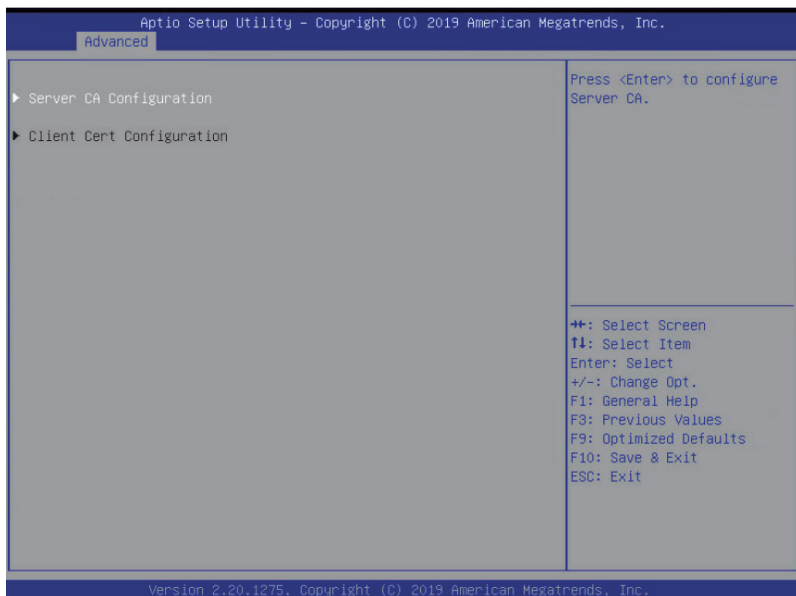 Aptio Setup Utility – Copyright (C) 2019 American Megatrends, Inc.
Advanced
▶ Server CA Configuration
▶ Client Cert Configuration
Press <Enter> to configure
Server CA.
→←: Select Screen
↑↓: Select Item
Enter: Select
+/-: Change Opt.
F1: General Help
F3: Previous Values
F9: Optimized Defaults
F10: Save & Exit
ESC: Exit
Version 2.20.1275. Copyright (C) 2019 American Megatrends, Inc.